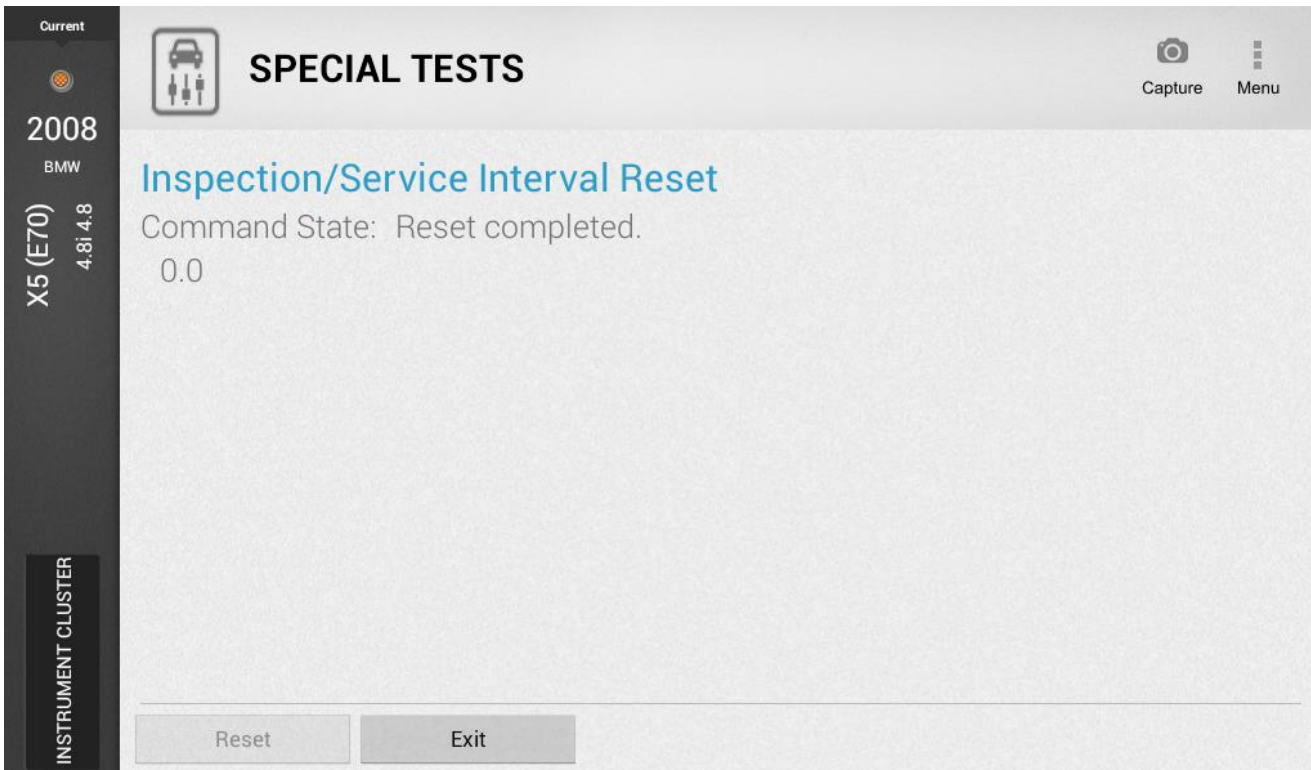 Current
2008
BMW
X5 (E70)
4.8i 4.8
INSTRUMENT CLUSTER
SPECIAL TESTS
Capture
Menu
Inspection/Service Interval Reset
Command State: Reset completed.
0.0
Reset
Exit